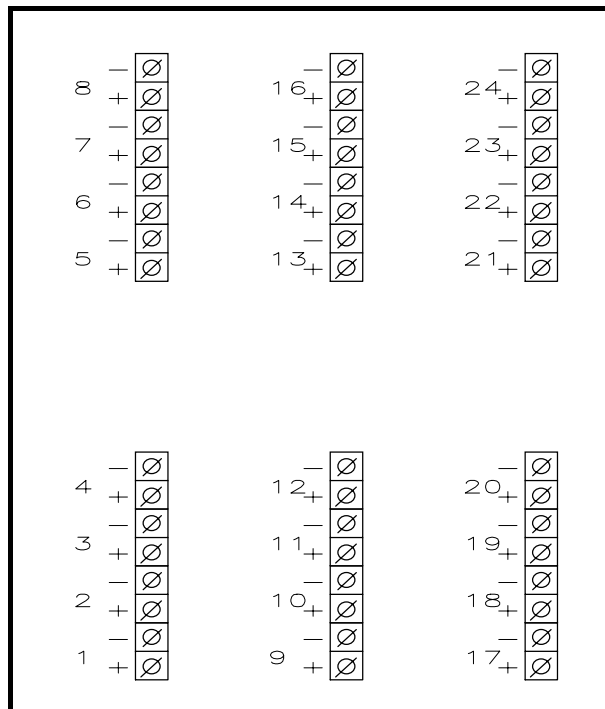 − − −
8 + 16 + 24 +
− − −
7 + 15 + 23 +
− − −
6 + 14 + 22 +
− − −
5 + 13 + 21 +
− − −
4 + 12 + 20 +
− − −
3 + 11 + 19 +
− − −
2 + 10 + 18 +
− − −
1 + 9 + 17 +